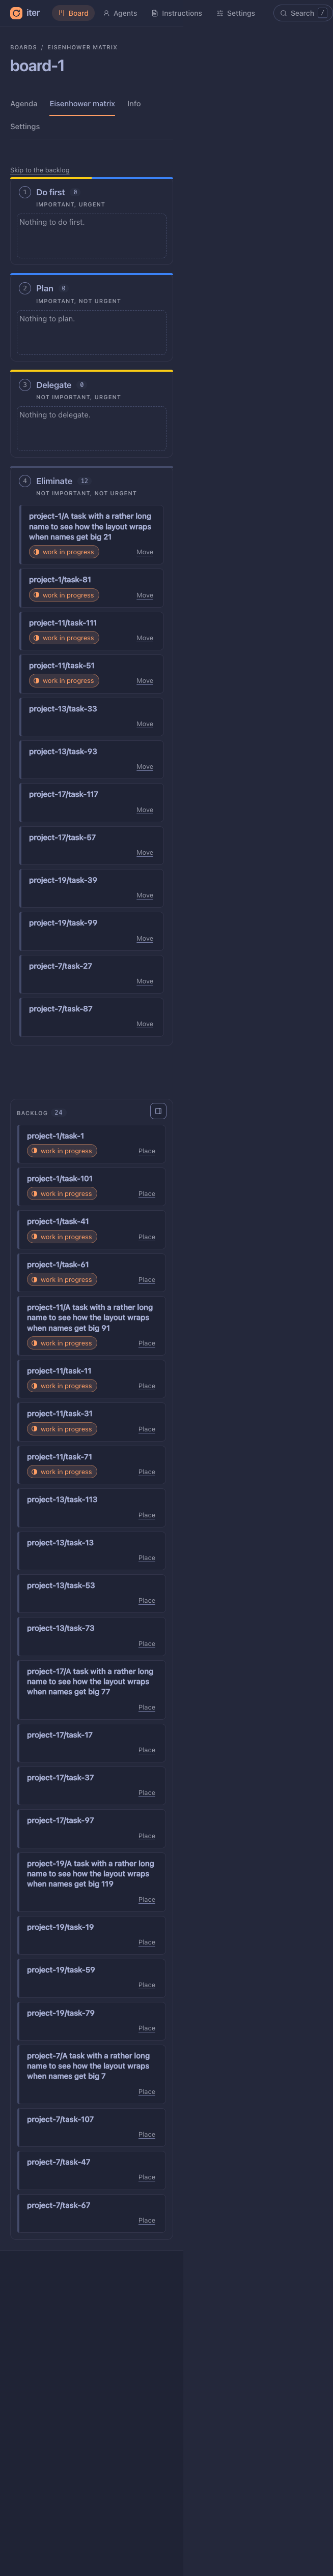 iter
Board
Agents
Instructions
Settings
Search /
BOARDS / EISENHOWER MATRIX
board-1
Agenda
Eisenhower matrix
Info
Settings
Skip to the backlog
1 Do first 0
IMPORTANT, URGENT
Nothing to do first.
2 Plan 0
IMPORTANT, NOT URGENT
Nothing to plan.
3 Delegate 0
NOT IMPORTANT, URGENT
Nothing to delegate.
4 Eliminate 12
NOT IMPORTANT, NOT URGENT
project-1/A task with a rather long
name to see how the layout wraps
when names get big 21
work in progress Move
project-1/task-81
work in progress Move
project-11/task-111
work in progress Move
project-11/task-51
work in progress Move
project-13/task-33
Move
project-13/task-93
Move
project-17/task-117
Move
project-17/task-57
Move
project-19/task-39
Move
project-19/task-99
Move
project-7/task-27
Move
project-7/task-87
Move
BACKLOG 24
project-1/task-1
work in progress Place
project-1/task-101
work in progress Place
project-1/task-41
work in progress Place
project-1/task-61
work in progress Place
project-11/A task with a rather long
name to see how the layout wraps
when names get big 91
work in progress Place
project-11/task-11
work in progress Place
project-11/task-31
work in progress Place
project-11/task-71
work in progress Place
project-13/task-113
Place
project-13/task-13
Place
project-13/task-53
Place
project-13/task-73
Place
project-17/A task with a rather long
name to see how the layout wraps
when names get big 77
Place
project-17/task-17
Place
project-17/task-37
Place
project-17/task-97
Place
project-19/A task with a rather long
name to see how the layout wraps
when names get big 119
Place
project-19/task-19
Place
project-19/task-59
Place
project-19/task-79
Place
project-7/A task with a rather long
name to see how the layout wraps
when names get big 7
Place
project-7/task-107
Place
project-7/task-47
Place
project-7/task-67
Place